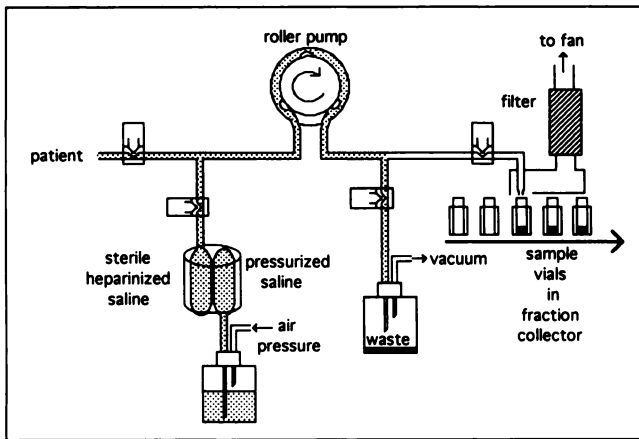 roller pump
to fan
filter
patient
sterile
heparinized
saline
pressurized
saline
air
pressure
vacuum
waste
sample
vials
in
fraction
collector